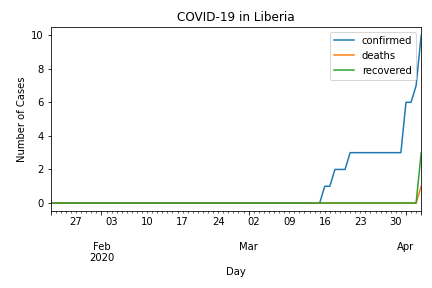 COVID-19 in Liberia
confirmed
deaths
recovered
Number of Cases
10
8
6
4
2
0
27 03 10 17 24 02 09 16 23 30
Feb Mar Apr
2020
Day